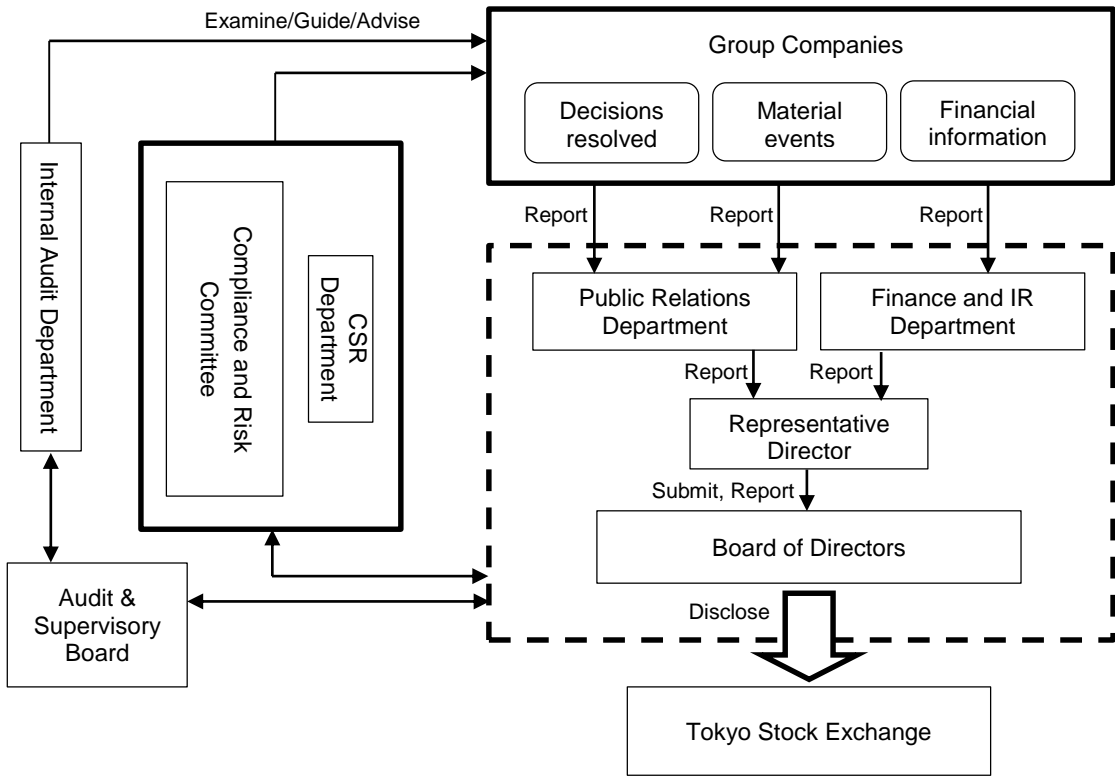 Examine/Guide/Advise
Group Companies
Decisions
resolved
Material
events
Financial
information
Internal Audit Department
Compliance and Risk
Committee
CSR
Department
Report
Report
Report
Public Relations
Department
Finance and IR
Department
Report
Report
Representative
Director
Submit, Report
Board of Directors
Audit &
Supervisory
Board
Disclose
Tokyo Stock Exchange